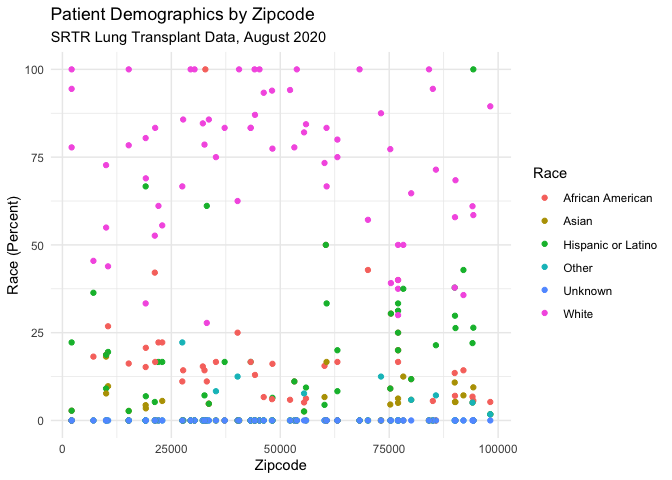 Patient Demographics by Zipcode
SRTR Lung Transplant Data, August 2020
100
75
50
25
0
Race (Percent)
0
25000
50000
75000
100000
Zipcode
Race
African American
Asian
Hispanic or Latino
Other
Unknown
White